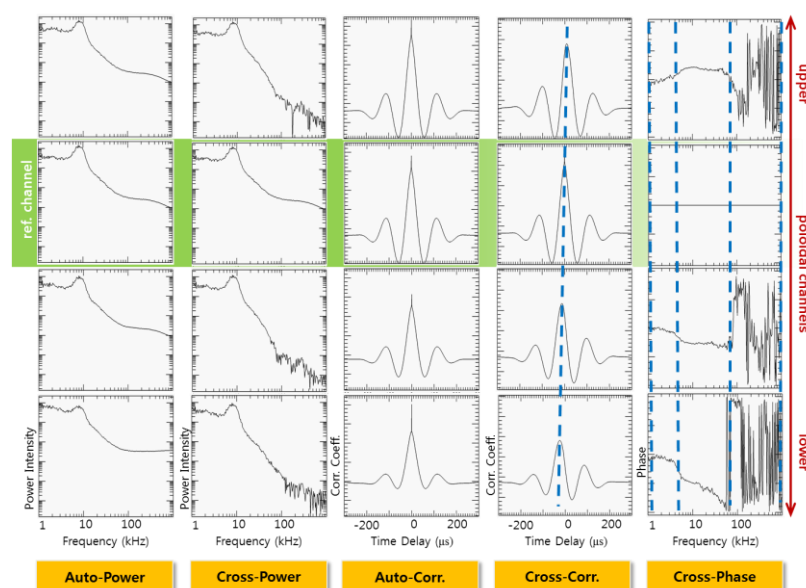 upper
ref. channel
poloidal channels
lower
Power Intensity
Power Intensity
Corr. Coeff.
Corr. Coeff.
Phase
1 10 100
1 10 100
-200 0 200
-200 0 200
1 10 100
Frequency (kHz)
Frequency (kHz)
Time Delay (μs)
Time Delay (μs)
Frequency (kHz)
Auto-Power
Cross-Power
Auto-Corr.
Cross-Corr.
Cross-Phase